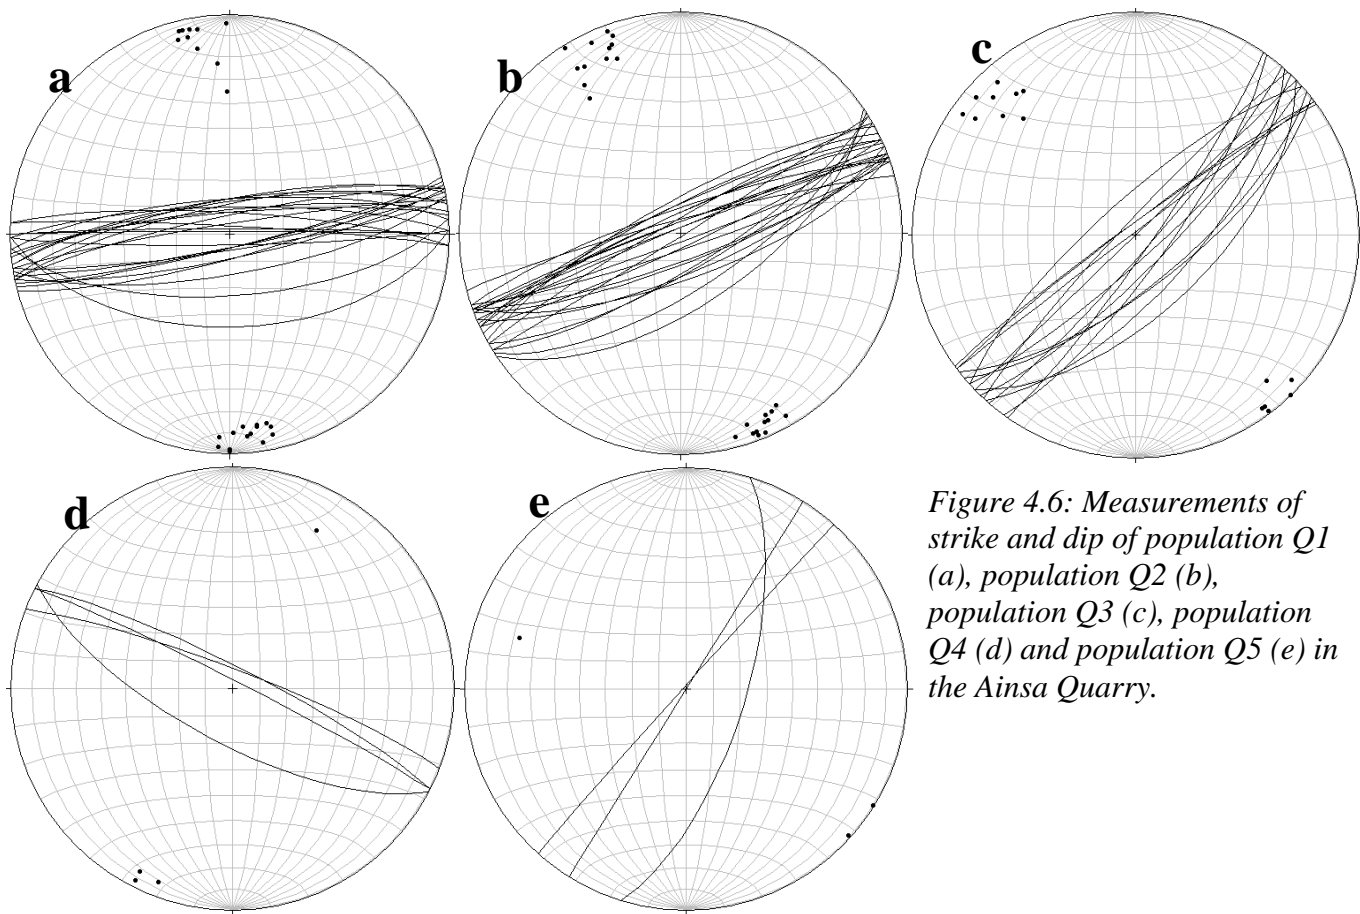 a
b
c
d
e
Figure 4.6: Measurements of
strike and dip of population Q1
(a), population Q2 (b),
population Q3 (c), population
Q4 (d) and population Q5 (e) in
the Ainsa Quarry.